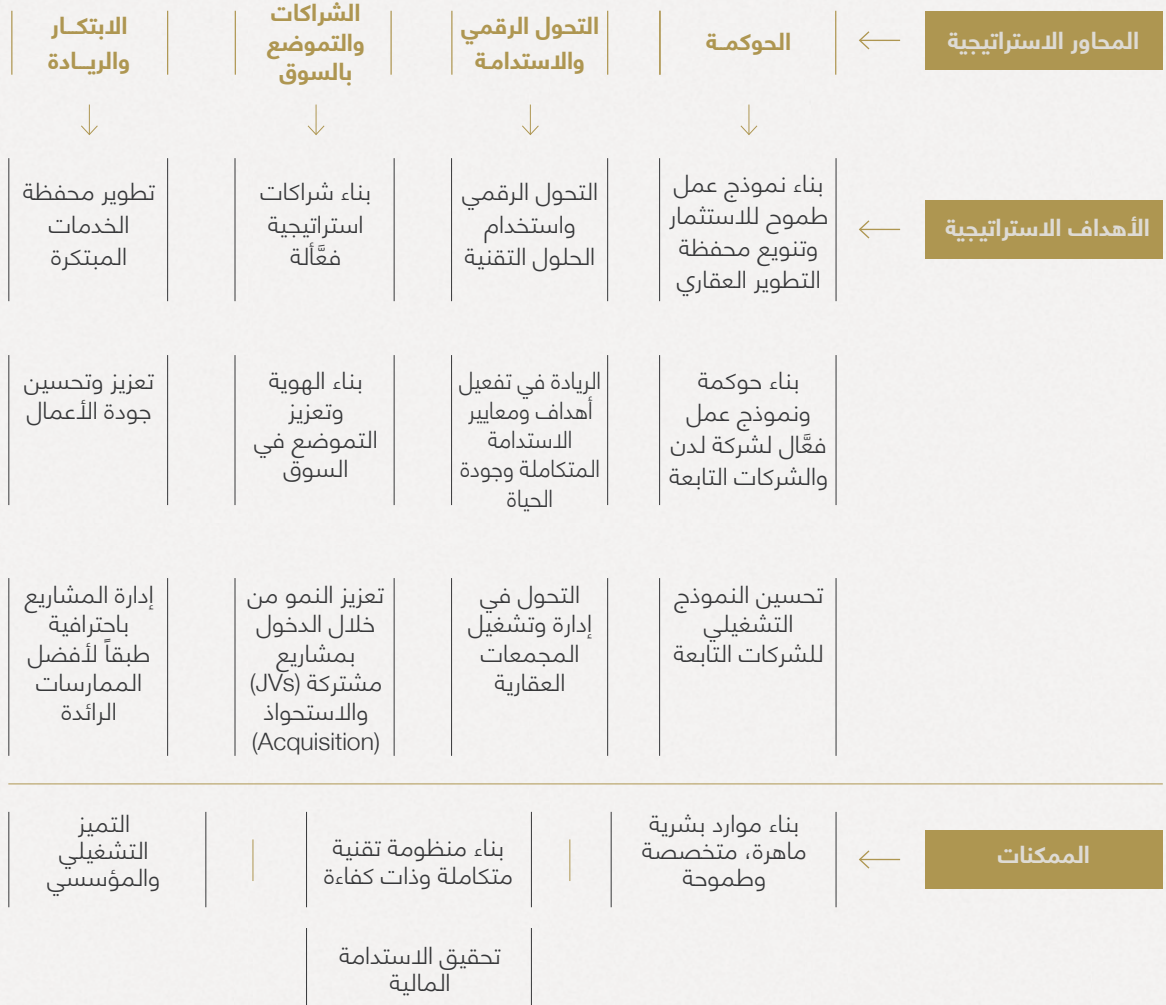 المحاور الاستراتيجية
الحوكمـة
التحول الرقمي
والاستدامـة
الشراكات
والتموضع
بالسوق
الابتكــار
والريــادة
الأهداف الاستراتيجية
بناء نموذج عمل
طموح للاستثمار
وتنويع محفظة
التطوير العقاري
التحول الرقمي
واستخدام
الحلول التقنية
بناء شراكات
استراتيجية
فعَّألة
تطوير محفظة
الخدمات
المبتكرة
بناء حوكمة
ونموذج عمل
فعَّال لشركة لدن
والشركات التابعة
الريادة في تفعيل
أهداف ومعايير
الاستدامة
المتكاملة وجودة
الحياة
بناء الهوية
وتعزيز
التموضع في
السوق
تعزيز وتحسين
جودة الأعمال
تحسين النموذج
التشغيلي
للشركات التابعة
التحول في
إدارة وتشغيل
المجمعات
العقارية
تعزيز النمو من
خلال الدخول
بمشاريع
مشتركة (JVs)
والاستحواذ
(Acquisition)
إدارة المشاريع
باحترافية
طبقاً لأفضل
الممارسات
الرائدة
الممكنات
بناء موارد بشرية
ماهرة، متخصصة
وطموحة
بناء منظومة تقنية
متكاملة وذات كفاءة
التميز
التشغيلي
والمؤسسي
تحقيق الاستدامة
المالية